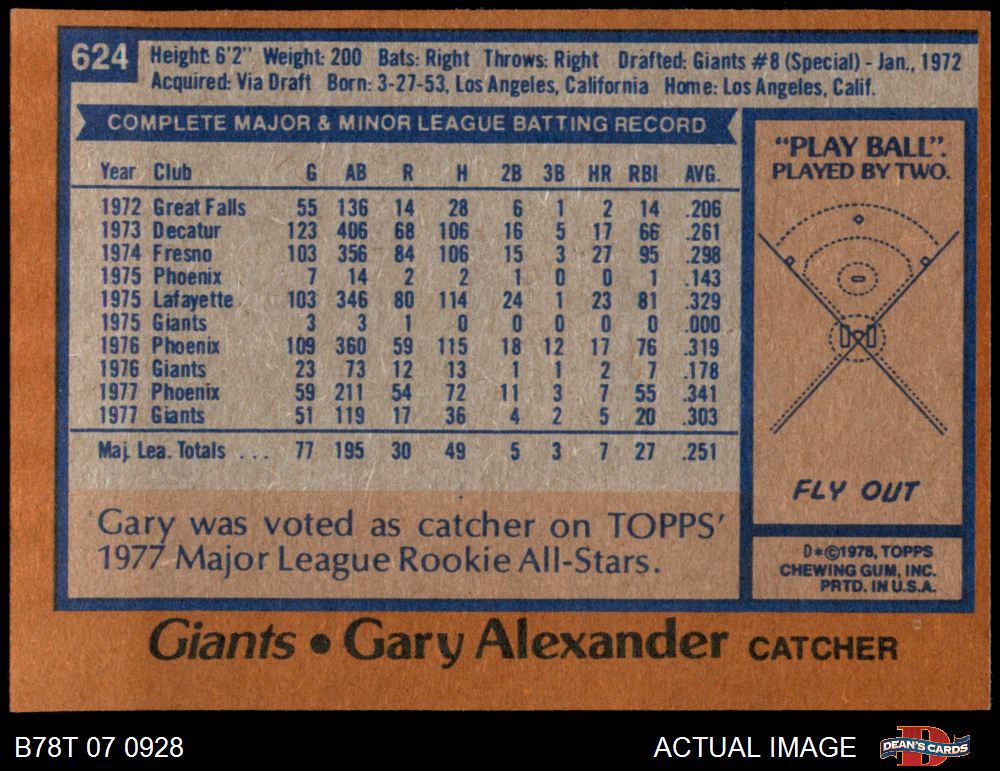 624
Height: 6'2" Weight: 200 Bats: Right Throws: Right Drafted: Giants #8 (Special) - Jan., 1972
Acquired: Via Draft Born: 3-27-53, Los Angeles, California Home: Los Angeles, Calif.
COMPLETE MAJOR & MINOR LEAGUE BATTING RECORD
Year Club G AB R H 2B 3B HR RBI AVG.
1972 Great Falls 55 136 14 28 6 1 2 14 .206
1973 Decatur 123 406 68 106 16 5 17 66 .261
1974 Fresno 103 356 84 106 15 3 27 95 .298
1975 Phoenix 7 14 2 2 1 0 0 1 .143
1975 Lafayette 103 346 80 114 24 1 23 81 .329
1975 Giants 3 3 1 0 0 0 0 0 .000
1976 Phoenix 109 360 59 115 18 12 17 76 .319
1976 Giants 23 73 12 13 1 1 2 7 .178
1977 Phoenix 59 211 54 72 11 3 7 55 .341
1977 Giants 51 119 17 36 4 2 5 20 .303
Maj. Lea. Totals ... 77 195 30 49 5 3 7 27 .251
Gary was voted as catcher on TOPPS'
1977 Major League Rookie All-Stars.
"PLAY BALL".
PLAYED BY TWO.
FLY OUT
D*©1978, TOPPS
CHEWING GUM, INC.
PRTD. IN U.S.A.
Giants • Gary Alexander CATCHER
B78T 07 0928
ACTUAL IMAGE
DEAN'S CARDS